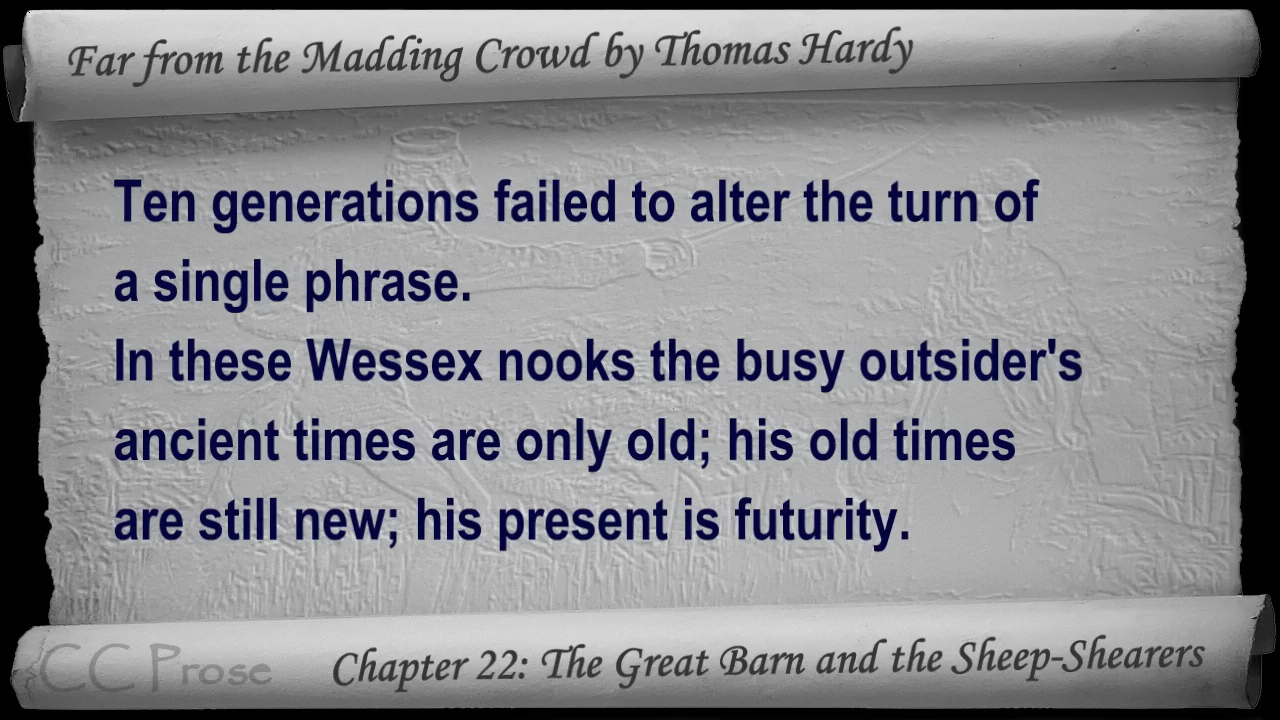 Far from the Madding Crowd by Thomas Hardy
Ten generations failed to alter the turn of
a single phrase.
In these Wessex nooks the busy outsider's
ancient times are only old; his old times
are still new; his present is futurity.
CC Prose
Chapter 22: The Great Barn and the Sheep-Shearers